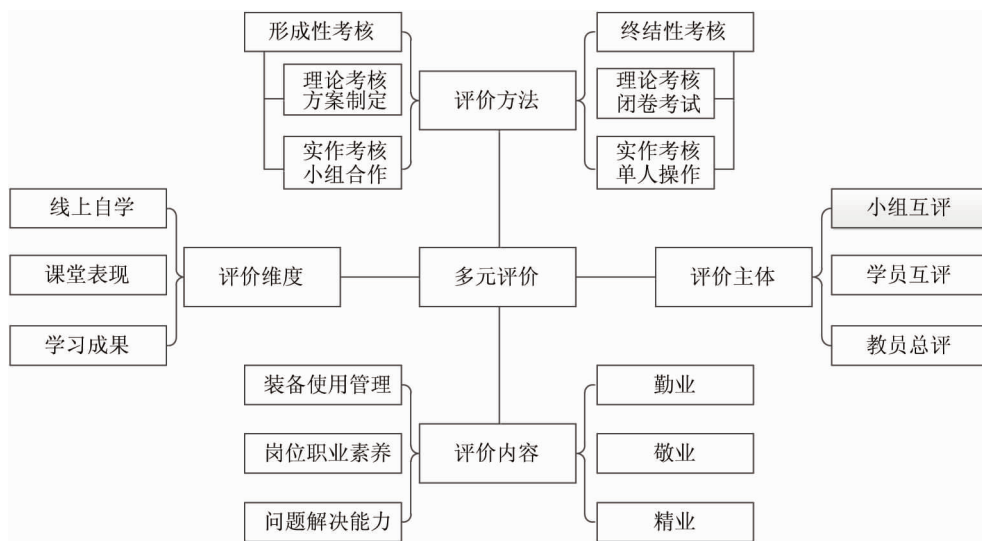 形成性考核
终结性考核
理论考核
方案制定
评价方法
理论考核
闭卷考试
实作考核
小组合作
实作考核
单人操作
线上自学
小组互评
课堂表现
评价维度
多元评价
评价主体
学员互评
学习成果
教员总评
装备使用管理
勤业
岗位职业素养
评价内容
敬业
问题解决能力
精业